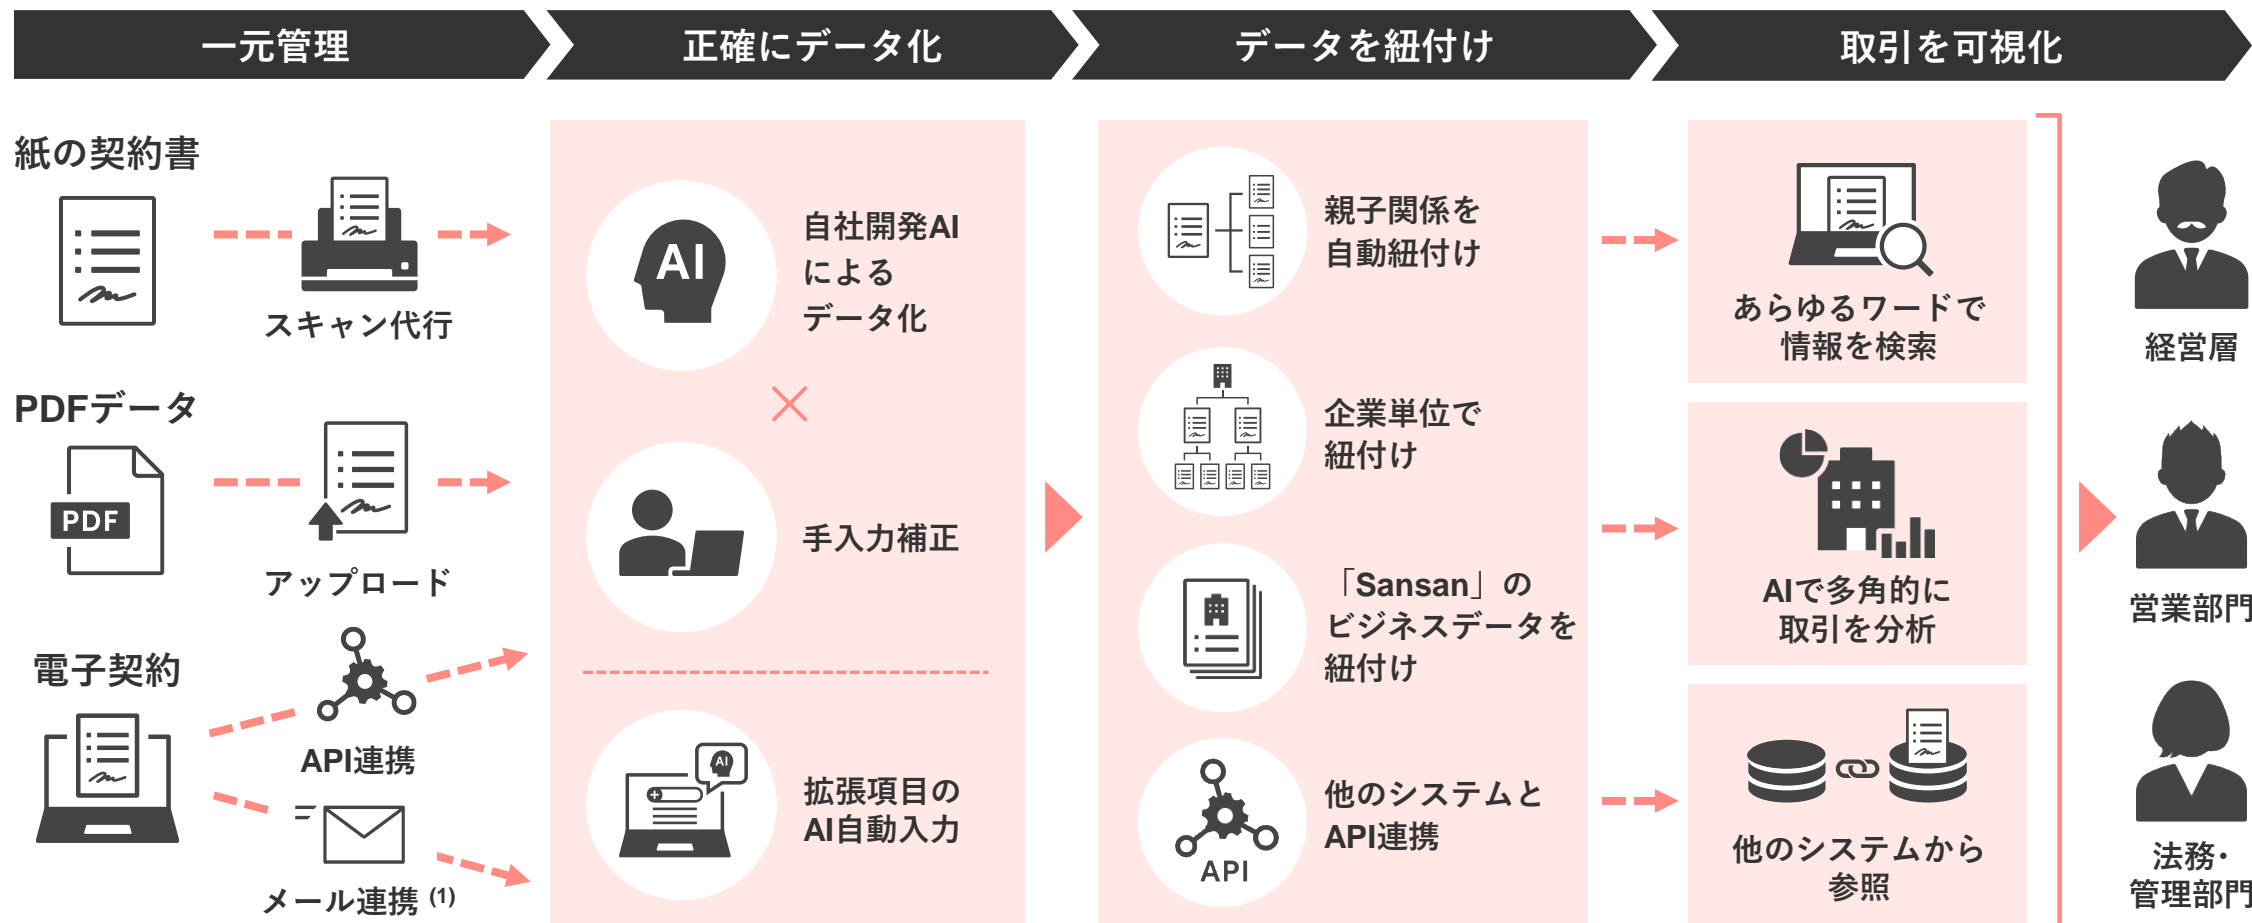 一元管理
正確にデータ化
データを紐付け
取引を可視化
紙の契約書
スキャン代行
PDFデータ
PDF
アップロード
電子契約
API連携
メール連携 (1)
AI
自社開発AI
による
データ化
手入力補正
AI
拡張項目の
AI自動入力
親子関係を
自動紐付け
企業単位で
紐付け
「Sansan」の
ビジネスデータを
紐付け
API
他のシステムと
API連携
あらゆるワードで
情報を検索
AIで多角的に
取引を分析
他のシステムから
参照
経営層
営業部門
法務・
管理部門